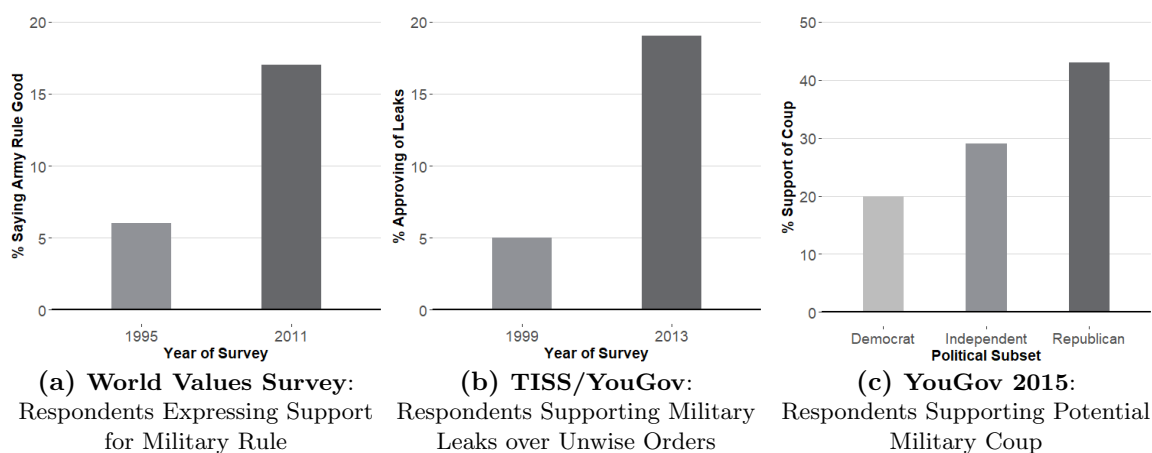 % Saying Army Rule Good
20
15
10
5
0
1995 2011
Year of Survey
(a) World Values Survey:
Respondents Expressing Support
for Military Rule
% Approving of Leaks
20
15
10
5
0
1999 2013
Year of Survey
(b) TISS/YouGov:
Respondents Supporting Military
Leaks over Unwise Orders
% Support of Coup
50
40
30
20
10
0
Democrat Independent Republican
Political Subset
(c) YouGov 2015:
Respondents Supporting Potential
Military Coup